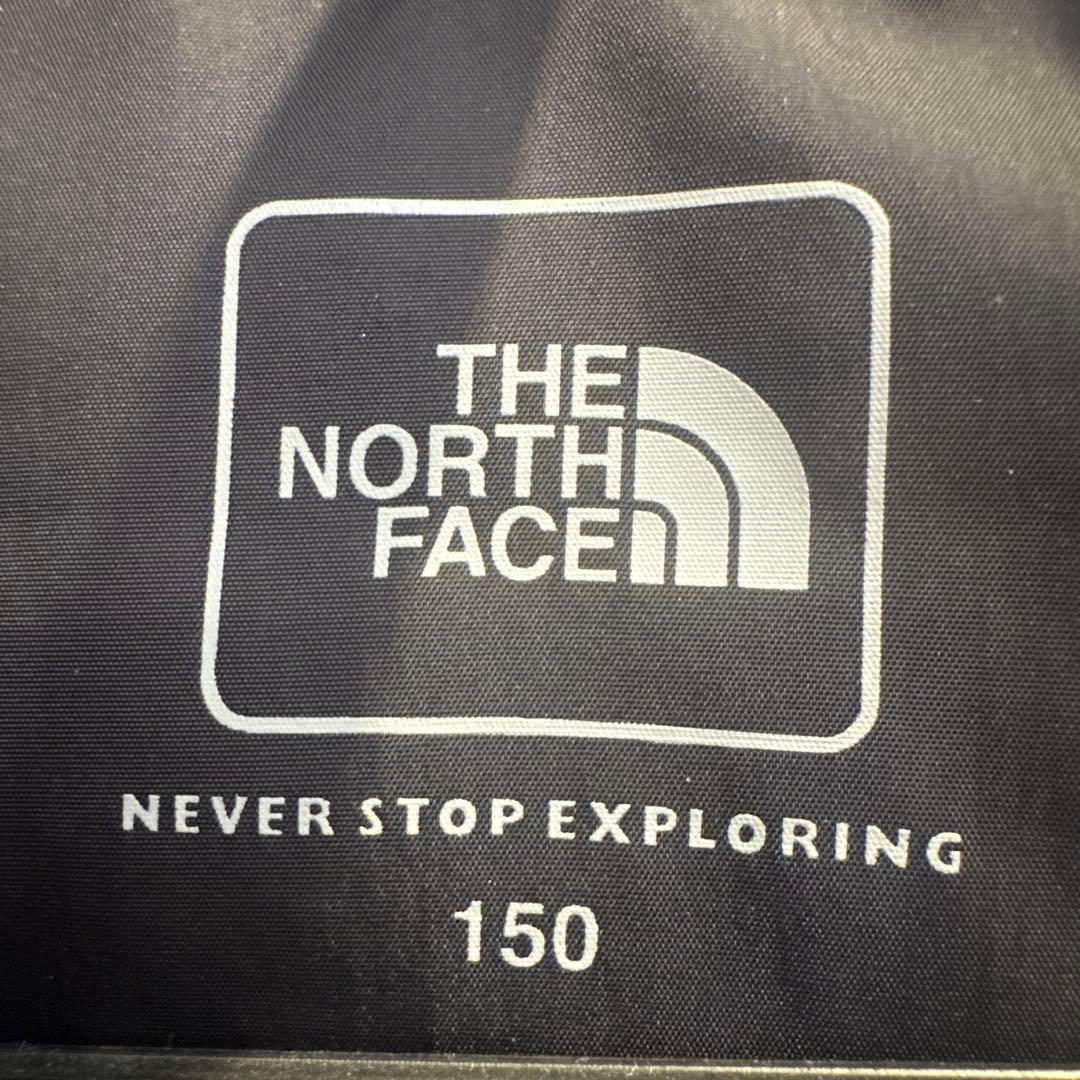 THE
NORTH
FACE
NEVER STOP EXPLORING
150